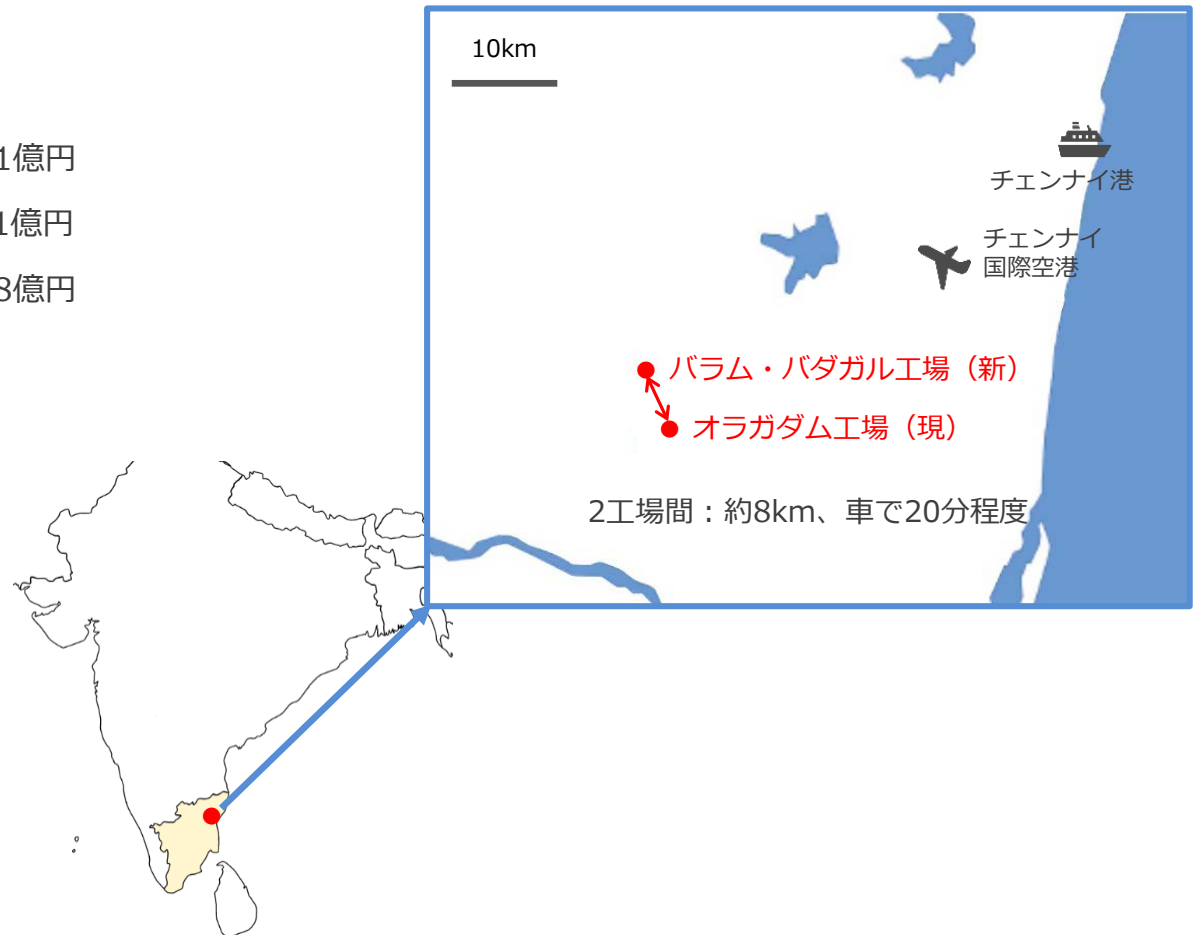 1億円
1億円
8億円
10km
チェンナイ港
チェンナイ
国際空港
バラム・バダガル工場（新）
オラガダム工場（現）
2工場間：約8km、車で20分程度